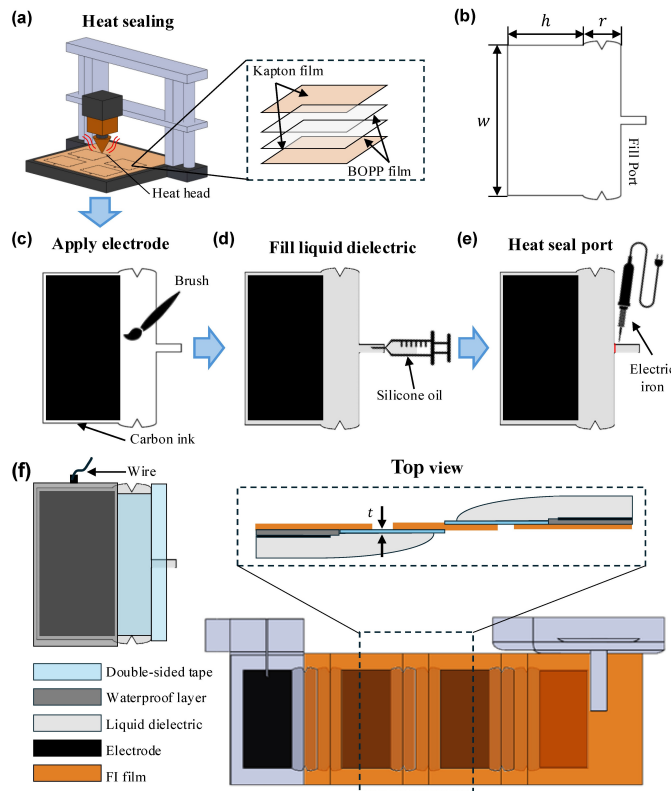 (a)
Heat sealing
Kapton film
BOPP film
Heat head
(b)
h
r
w
Fill Port
(c)
Apply electrode
Brush
Carbon ink
(d)
Fill liquid dielectric
Silicone oil
(e)
Heat seal port
Electric
iron
(f)
Wire
Top view
t
Double-sided tape
Waterproof layer
Liquid dielectric
Electrode
FI film